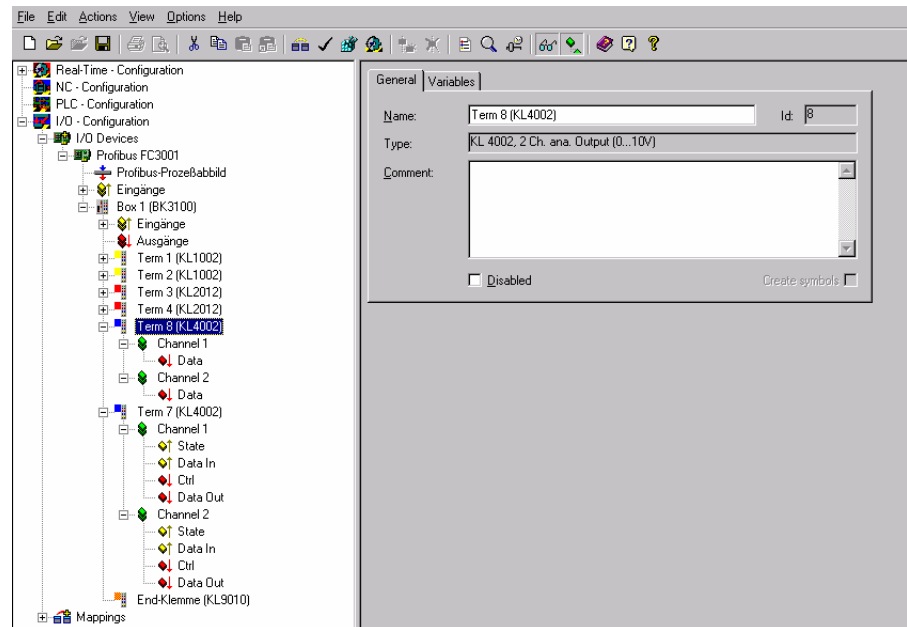 File Edit Actions View Options Help
Real-Time - Configuration
NC - Configuration
PLC - Configuration
I/O - Configuration
I/O Devices
Profibus FC3001
Profibus-Prozeßabbild
Eingänge
Box 1 (BK3100)
Eingänge
Ausgänge
Term 1 (KL1002)
Term 2 (KL1002)
Term 3 (KL2012)
Term 4 (KL2012)
Term 8 (KL4002)
Channel 1
Data
Channel 2
Data
Term 7 (KL4002)
Channel 1
State
Data In
Ctrl
Data Out
Channel 2
State
Data In
Ctrl
Data Out
End-Klemme (KL9010)
Mappings
General Variables
Name: Term 8 (KL4002) Id: 8
Type: KL 4002, 2 Ch. ana. Output (0...10V)
Comment:
Disabled Create symbols